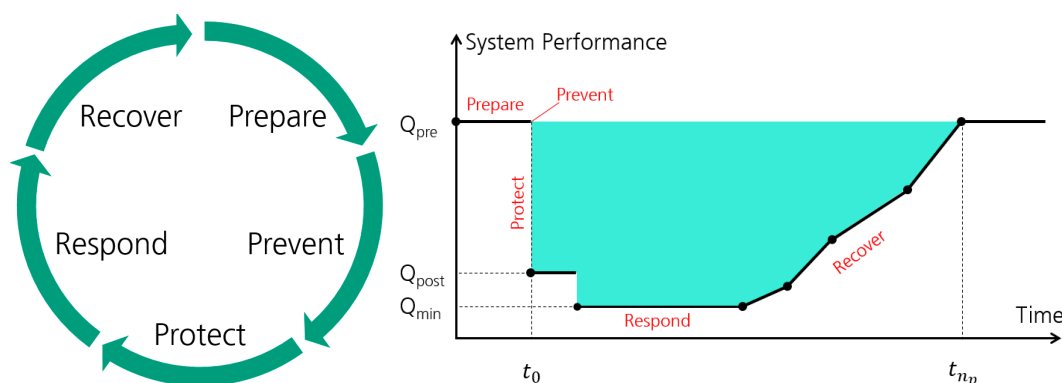 Recover
Prepare
Respond
Prevent
Protect
System Performance
Prepare
Prevent
Q_pre
Protect
Recover
Q_post
Q_min
Respond
Time
t_0
t_{n_p}